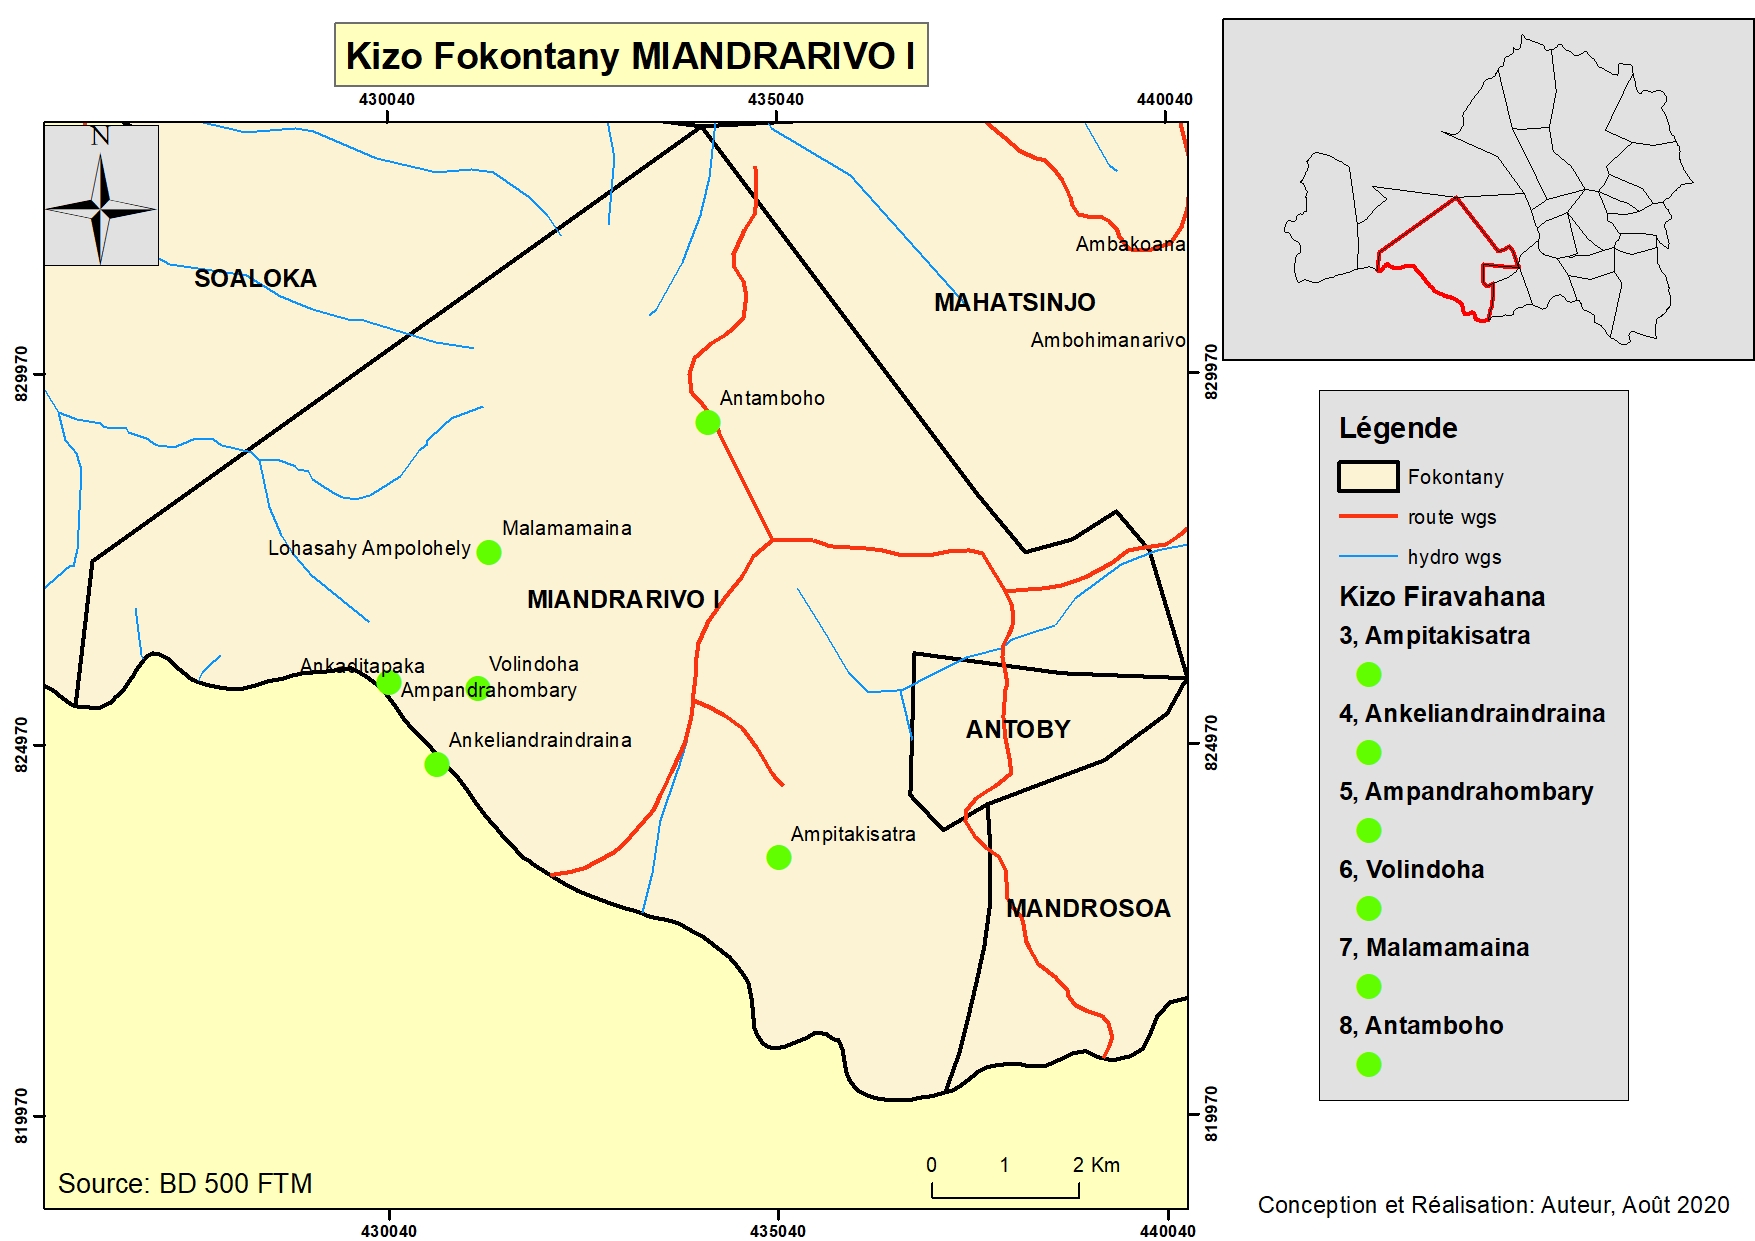 Kizo Fokontany MIANDRARIVO I
430040
435040
440040
N
SOALOKA
Ambakoana
MAHATSINJO
Ambohimanarivo
829970
829970
Antamboho
Malamamaina
Lohasahy Ampolohely
MIANDRARIVO I
Ankaditapaka
Volindoha
Ampandrahombary
Ankeliandraindraina
ANTOBY
824970
824970
Ampitakisatra
MANDROSOA
819970
819970
0 1 2 Km
Source: BD 500 FTM
430040
435040
440040
Légende
Fokontany
route wgs
hydro wgs
Kizo Firavahana
3, Ampitakisatra
4, Ankeliandraindraina
5, Ampandrahombary
6, Volindoha
7, Malamamaina
8, Antamboho
Conception et Réalisation: Auteur, Août 2020